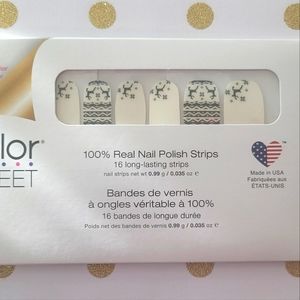 lor
EET
100% Real Nail Polish Strips
16 long-lasting strips
nail strips net wt 0.99 g / 0.035 oz ℮
Bandes de vernis
à ongles véritable à 100%
16 bandes de longue durée
Poids net des bandes de vernis 0.99 g / 0.035 oz ℮
Made in USA
Fabriquées aux
ÉTATS-UNIS